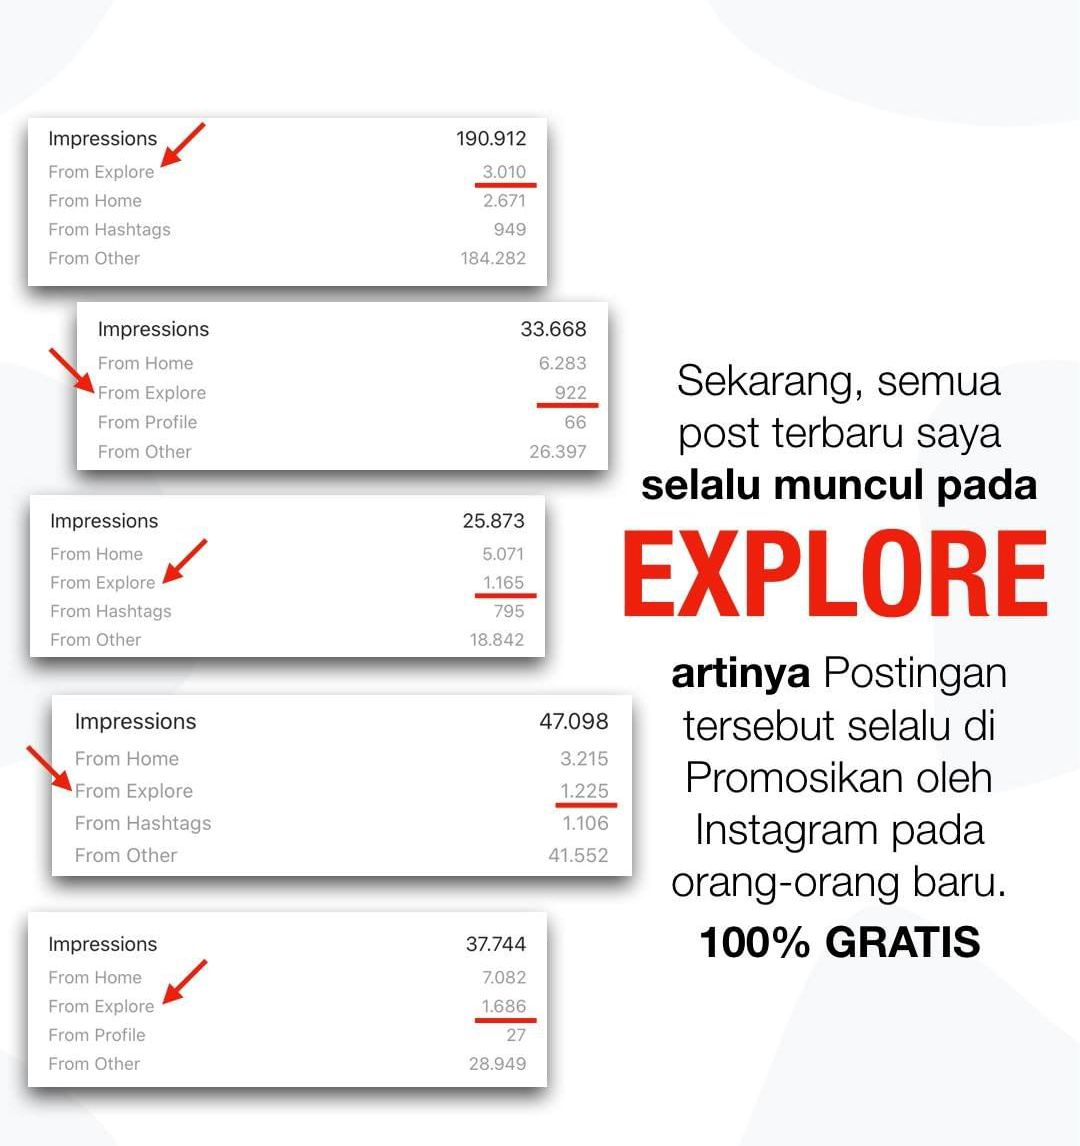 Impressions 190.912
From Explore 3.010
From Home 2.671
From Hashtags 949
From Other 184.282
Impressions 33.668
From Home 6.283
From Explore 922
From Profile 66
From Other 26.397
Impressions 25.873
From Home 5.071
From Explore 1.165
From Hashtags 795
From Other 18.842
Impressions 47.098
From Home 3.215
From Explore 1.225
From Hashtags 1.106
From Other 41.552
Impressions 37.744
From Home 7.082
From Explore 1.686
From Profile 27
From Other 28.949
Sekarang, semua
post terbaru saya
selalu muncul pada
EXPLORE
artinya Postingan
tersebut selalu di
Promosikan oleh
Instagram pada
orang-orang baru.
100% GRATIS